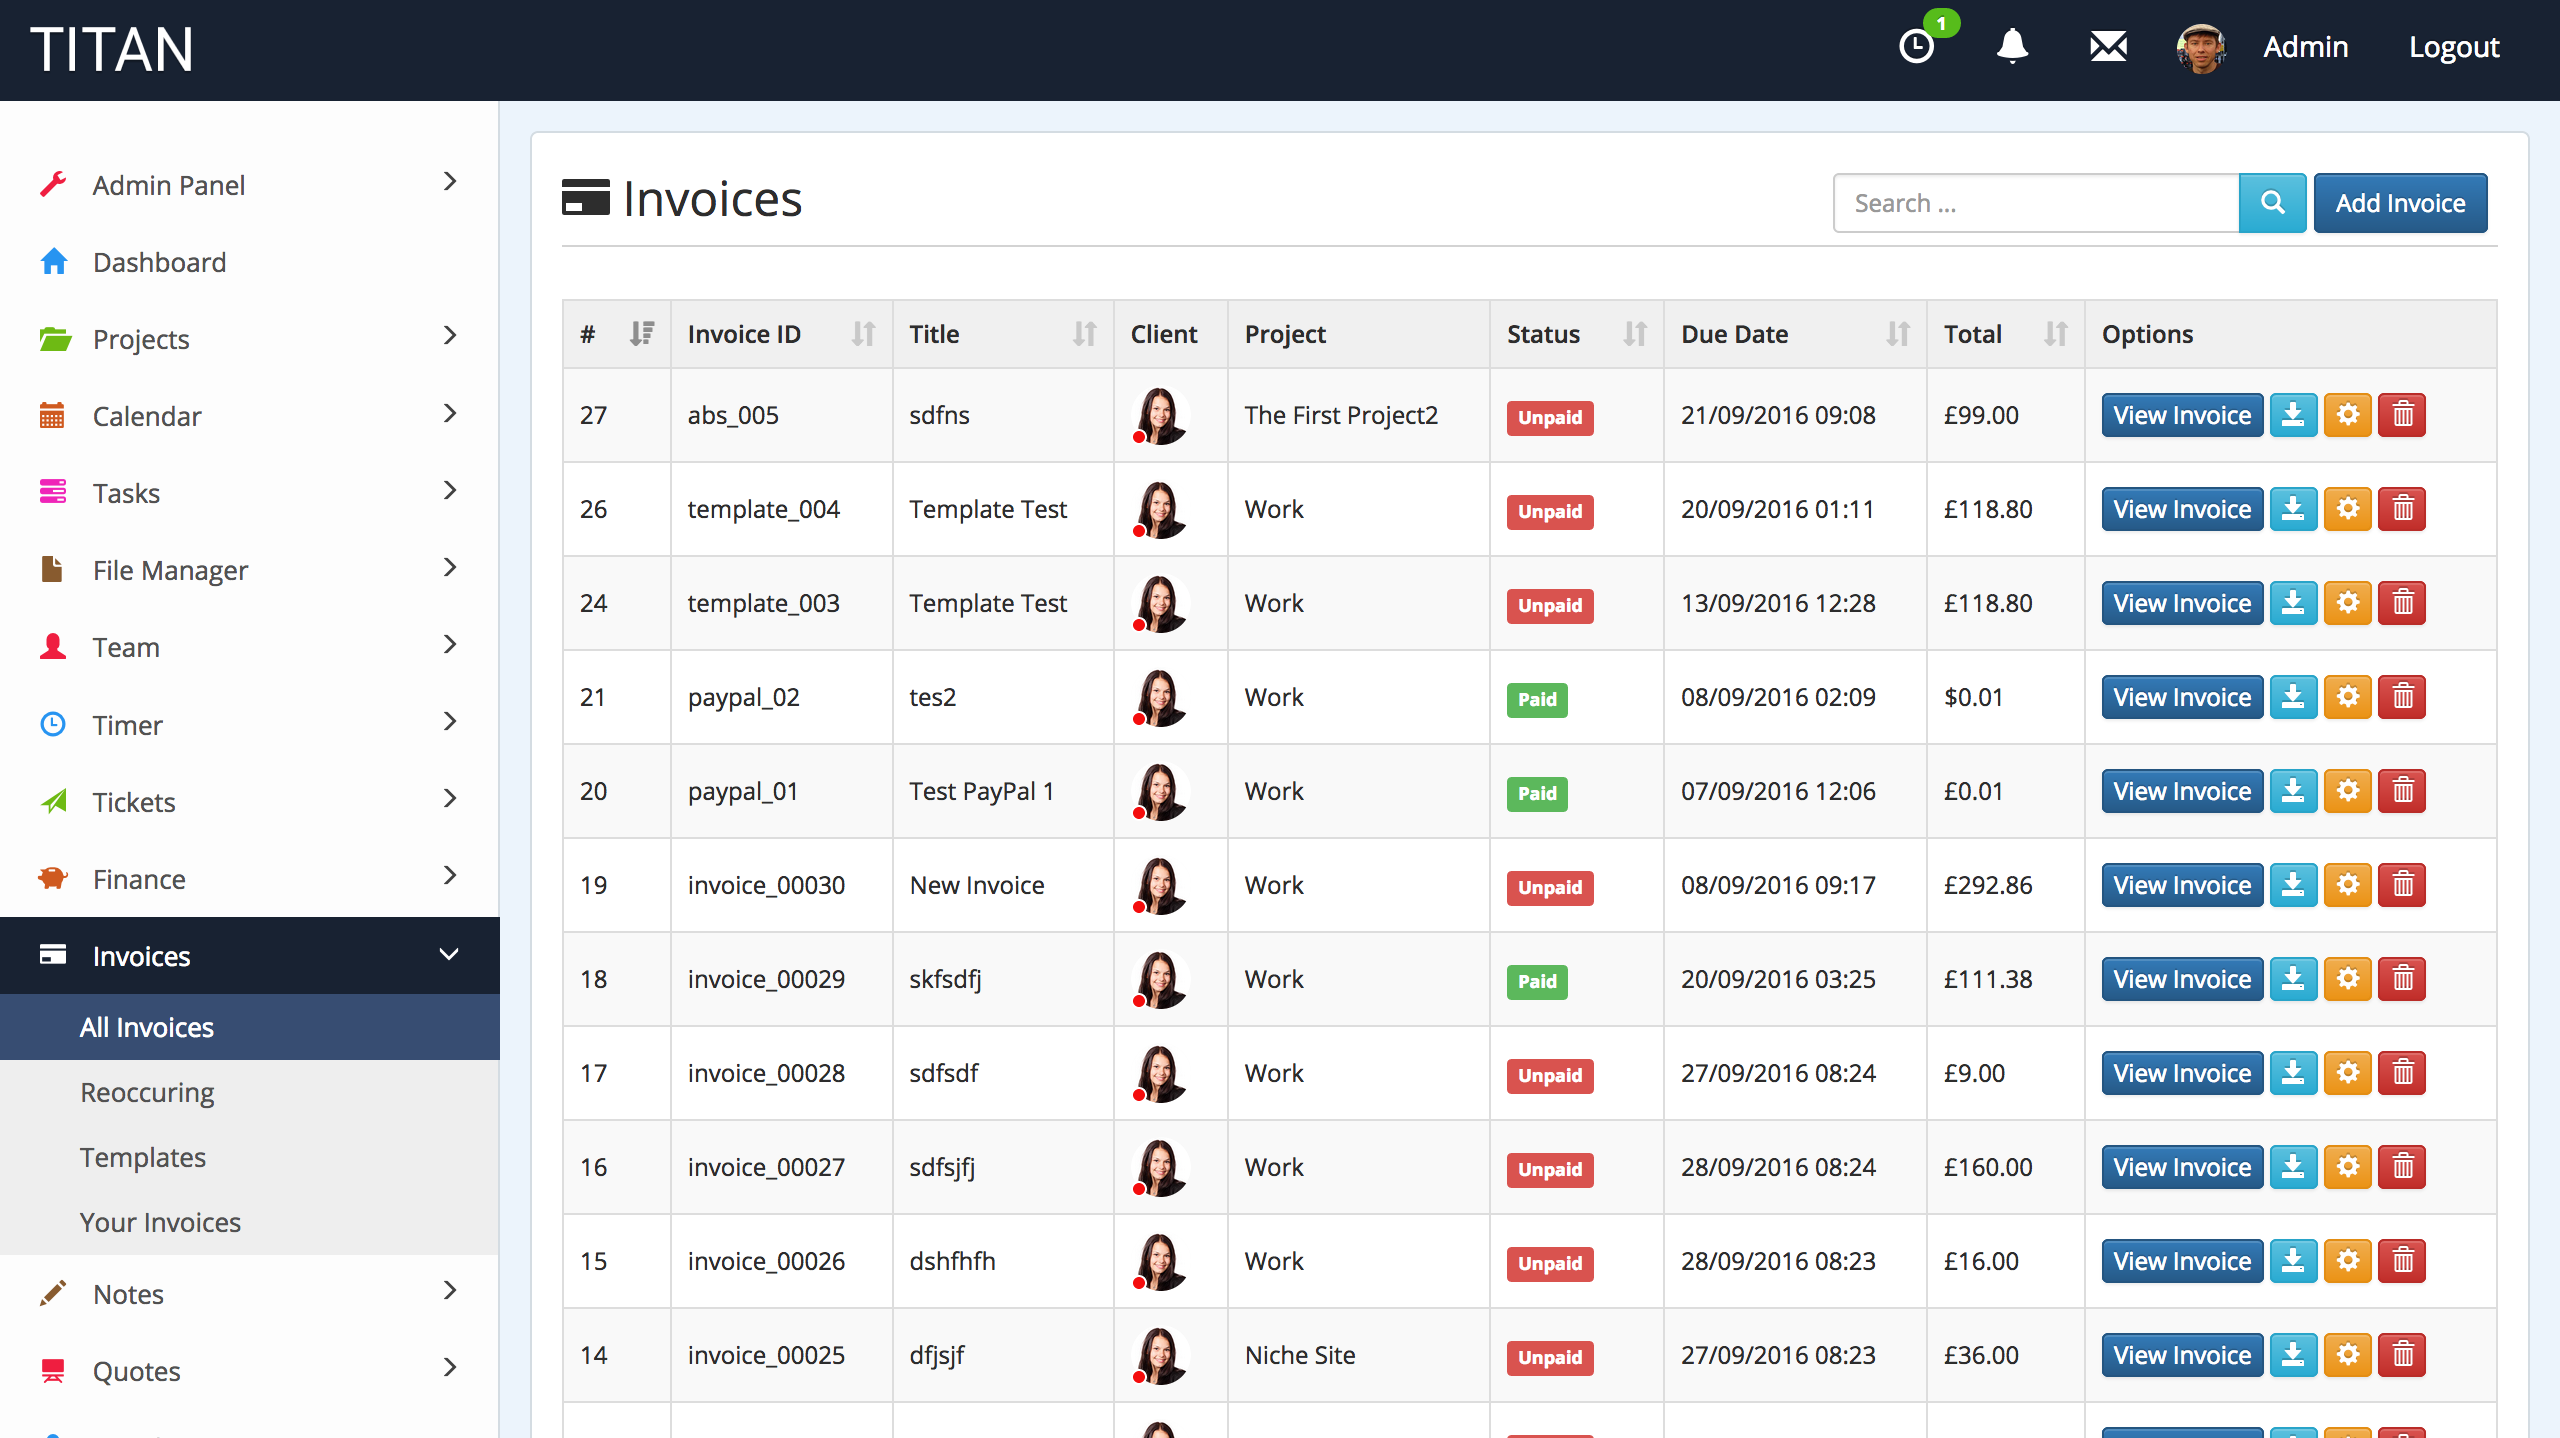 TITAN
1
Admin
Logout
Admin Panel
Dashboard
Projects
Calendar
Tasks
File Manager
Team
Timer
Tickets
Finance
Invoices
All Invoices
Reoccuring
Templates
Your Invoices
Notes
Quotes
Invoices
Search ...
Add Invoice
# Invoice ID Title Client Project Status Due Date Total Options
27 abs_005 sdfns The First Project2 Unpaid 21/09/2016 09:08 £99.00 View Invoice
26 template_004 Template Test Work Unpaid 20/09/2016 01:11 £118.80 View Invoice
24 template_003 Template Test Work Unpaid 13/09/2016 12:28 £118.80 View Invoice
21 paypal_02 tes2 Work Paid 08/09/2016 02:09 $0.01 View Invoice
20 paypal_01 Test PayPal 1 Work Paid 07/09/2016 12:06 £0.01 View Invoice
19 invoice_00030 New Invoice Work Unpaid 08/09/2016 09:17 £292.86 View Invoice
18 invoice_00029 skfsdfj Work Paid 20/09/2016 03:25 £111.38 View Invoice
17 invoice_00028 sdfsdf Work Unpaid 27/09/2016 08:24 £9.00 View Invoice
16 invoice_00027 sdfsjfj Work Unpaid 28/09/2016 08:24 £160.00 View Invoice
15 invoice_00026 dshfhfh Work Unpaid 28/09/2016 08:23 £16.00 View Invoice
14 invoice_00025 dfjsjf Niche Site Unpaid 27/09/2016 08:23 £36.00 View Invoice